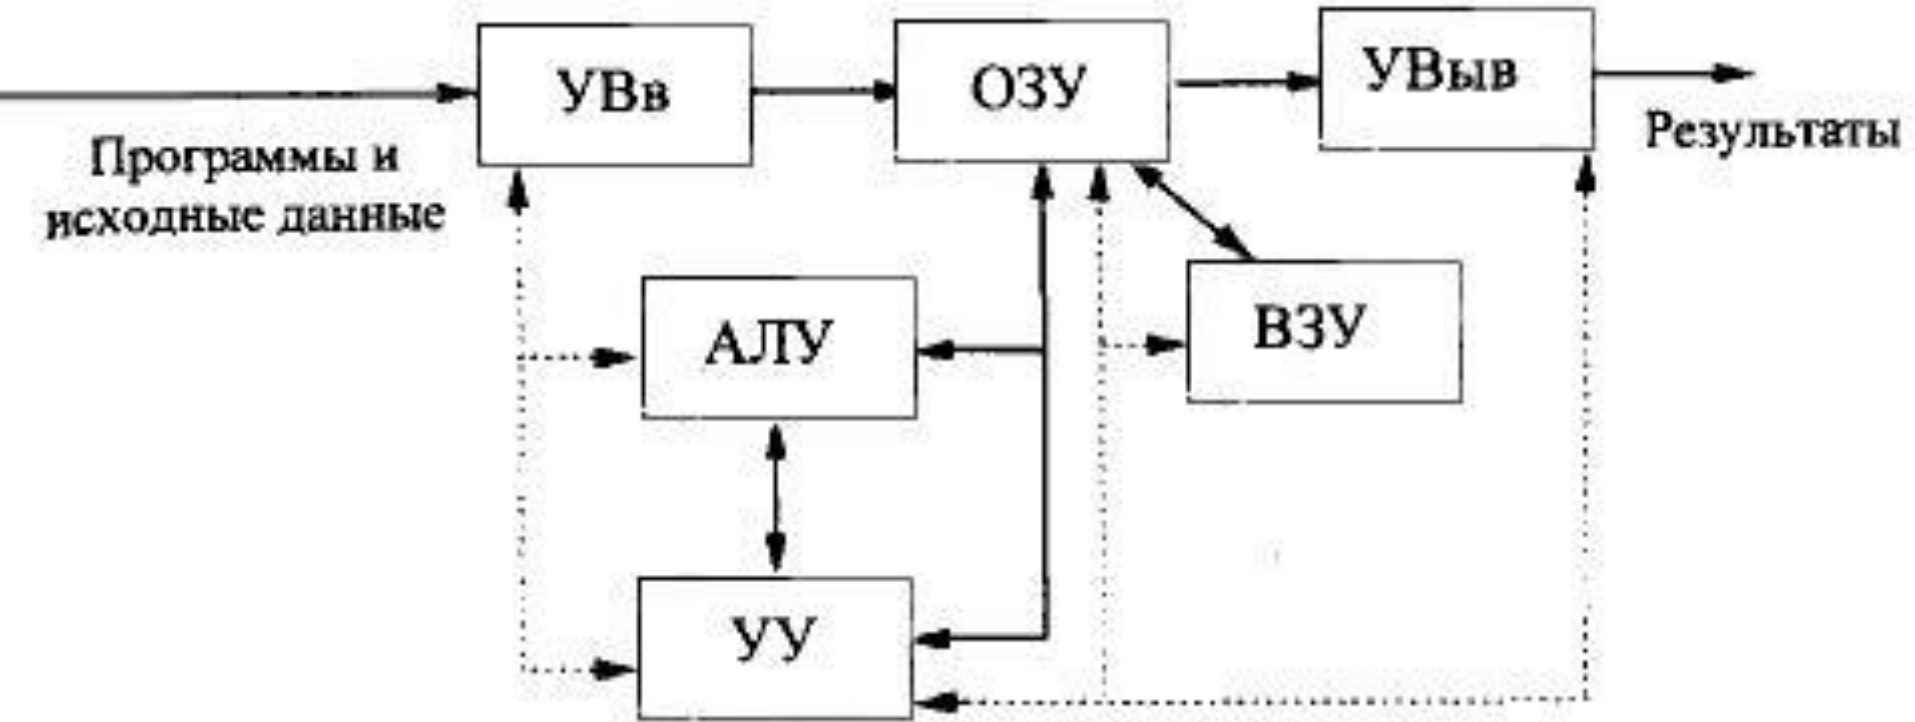 УВв
ОЗУ
УВыв
Программы и
исходные данные
Результаты
АЛУ
ВЗУ
УУ